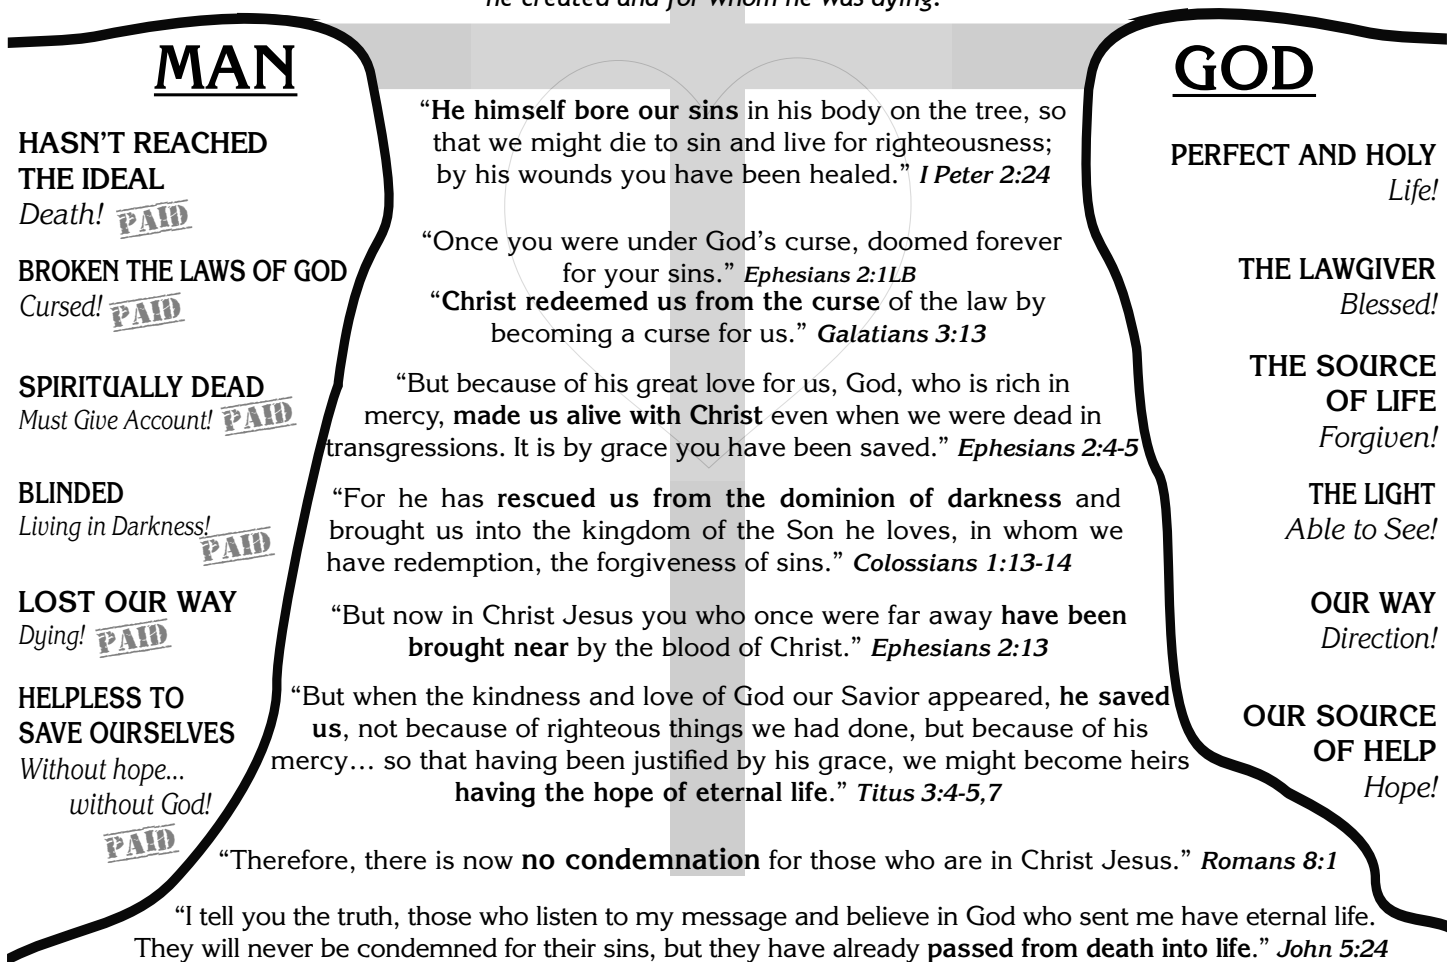 he created and for whom he was dying.
MAN
HASN'T REACHED
THE IDEAL
Death! PAID
BROKEN THE LAWS OF GOD
Cursed! PAID
SPIRITUALLY DEAD
Must Give Account! PAID
BLINDED
Living in Darkness!
PAID
LOST OUR WAY
Dying! PAID
HELPLESS TO
SAVE OURSELVES
Without hope...
without God!
PAID
“He himself bore our sins in his body on the tree, so
that we might die to sin and live for righteousness;
by his wounds you have been healed.” I Peter 2:24
“Once you were under God’s curse, doomed forever
for your sins.” Ephesians 2:1LB
“Christ redeemed us from the curse of the law by
becoming a curse for us.” Galatians 3:13
“But because of his great love for us, God, who is rich in
mercy, made us alive with Christ even when we were dead in
transgressions. It is by grace you have been saved.” Ephesians 2:4-5
“For he has rescued us from the dominion of darkness and
brought us into the kingdom of the Son he loves, in whom we
have redemption, the forgiveness of sins.” Colossians 1:13-14
“But now in Christ Jesus you who once were far away have been
brought near by the blood of Christ.” Ephesians 2:13
“But when the kindness and love of God our Savior appeared, he saved
us, not because of righteous things we had done, but because of his
mercy… so that having been justified by his grace, we might become heirs
having the hope of eternal life.” Titus 3:4-5,7
“Therefore, there is now no condemnation for those who are in Christ Jesus.” Romans 8:1
“I tell you the truth, those who listen to my message and believe in God who sent me have eternal life.
They will never be condemned for their sins, but they have already passed from death into life.” John 5:24
GOD
PERFECT AND HOLY
Life!
THE LAWGIVER
Blessed!
THE SOURCE
OF LIFE
Forgiven!
THE LIGHT
Able to See!
OUR WAY
Direction!
OUR SOURCE
OF HELP
Hope!